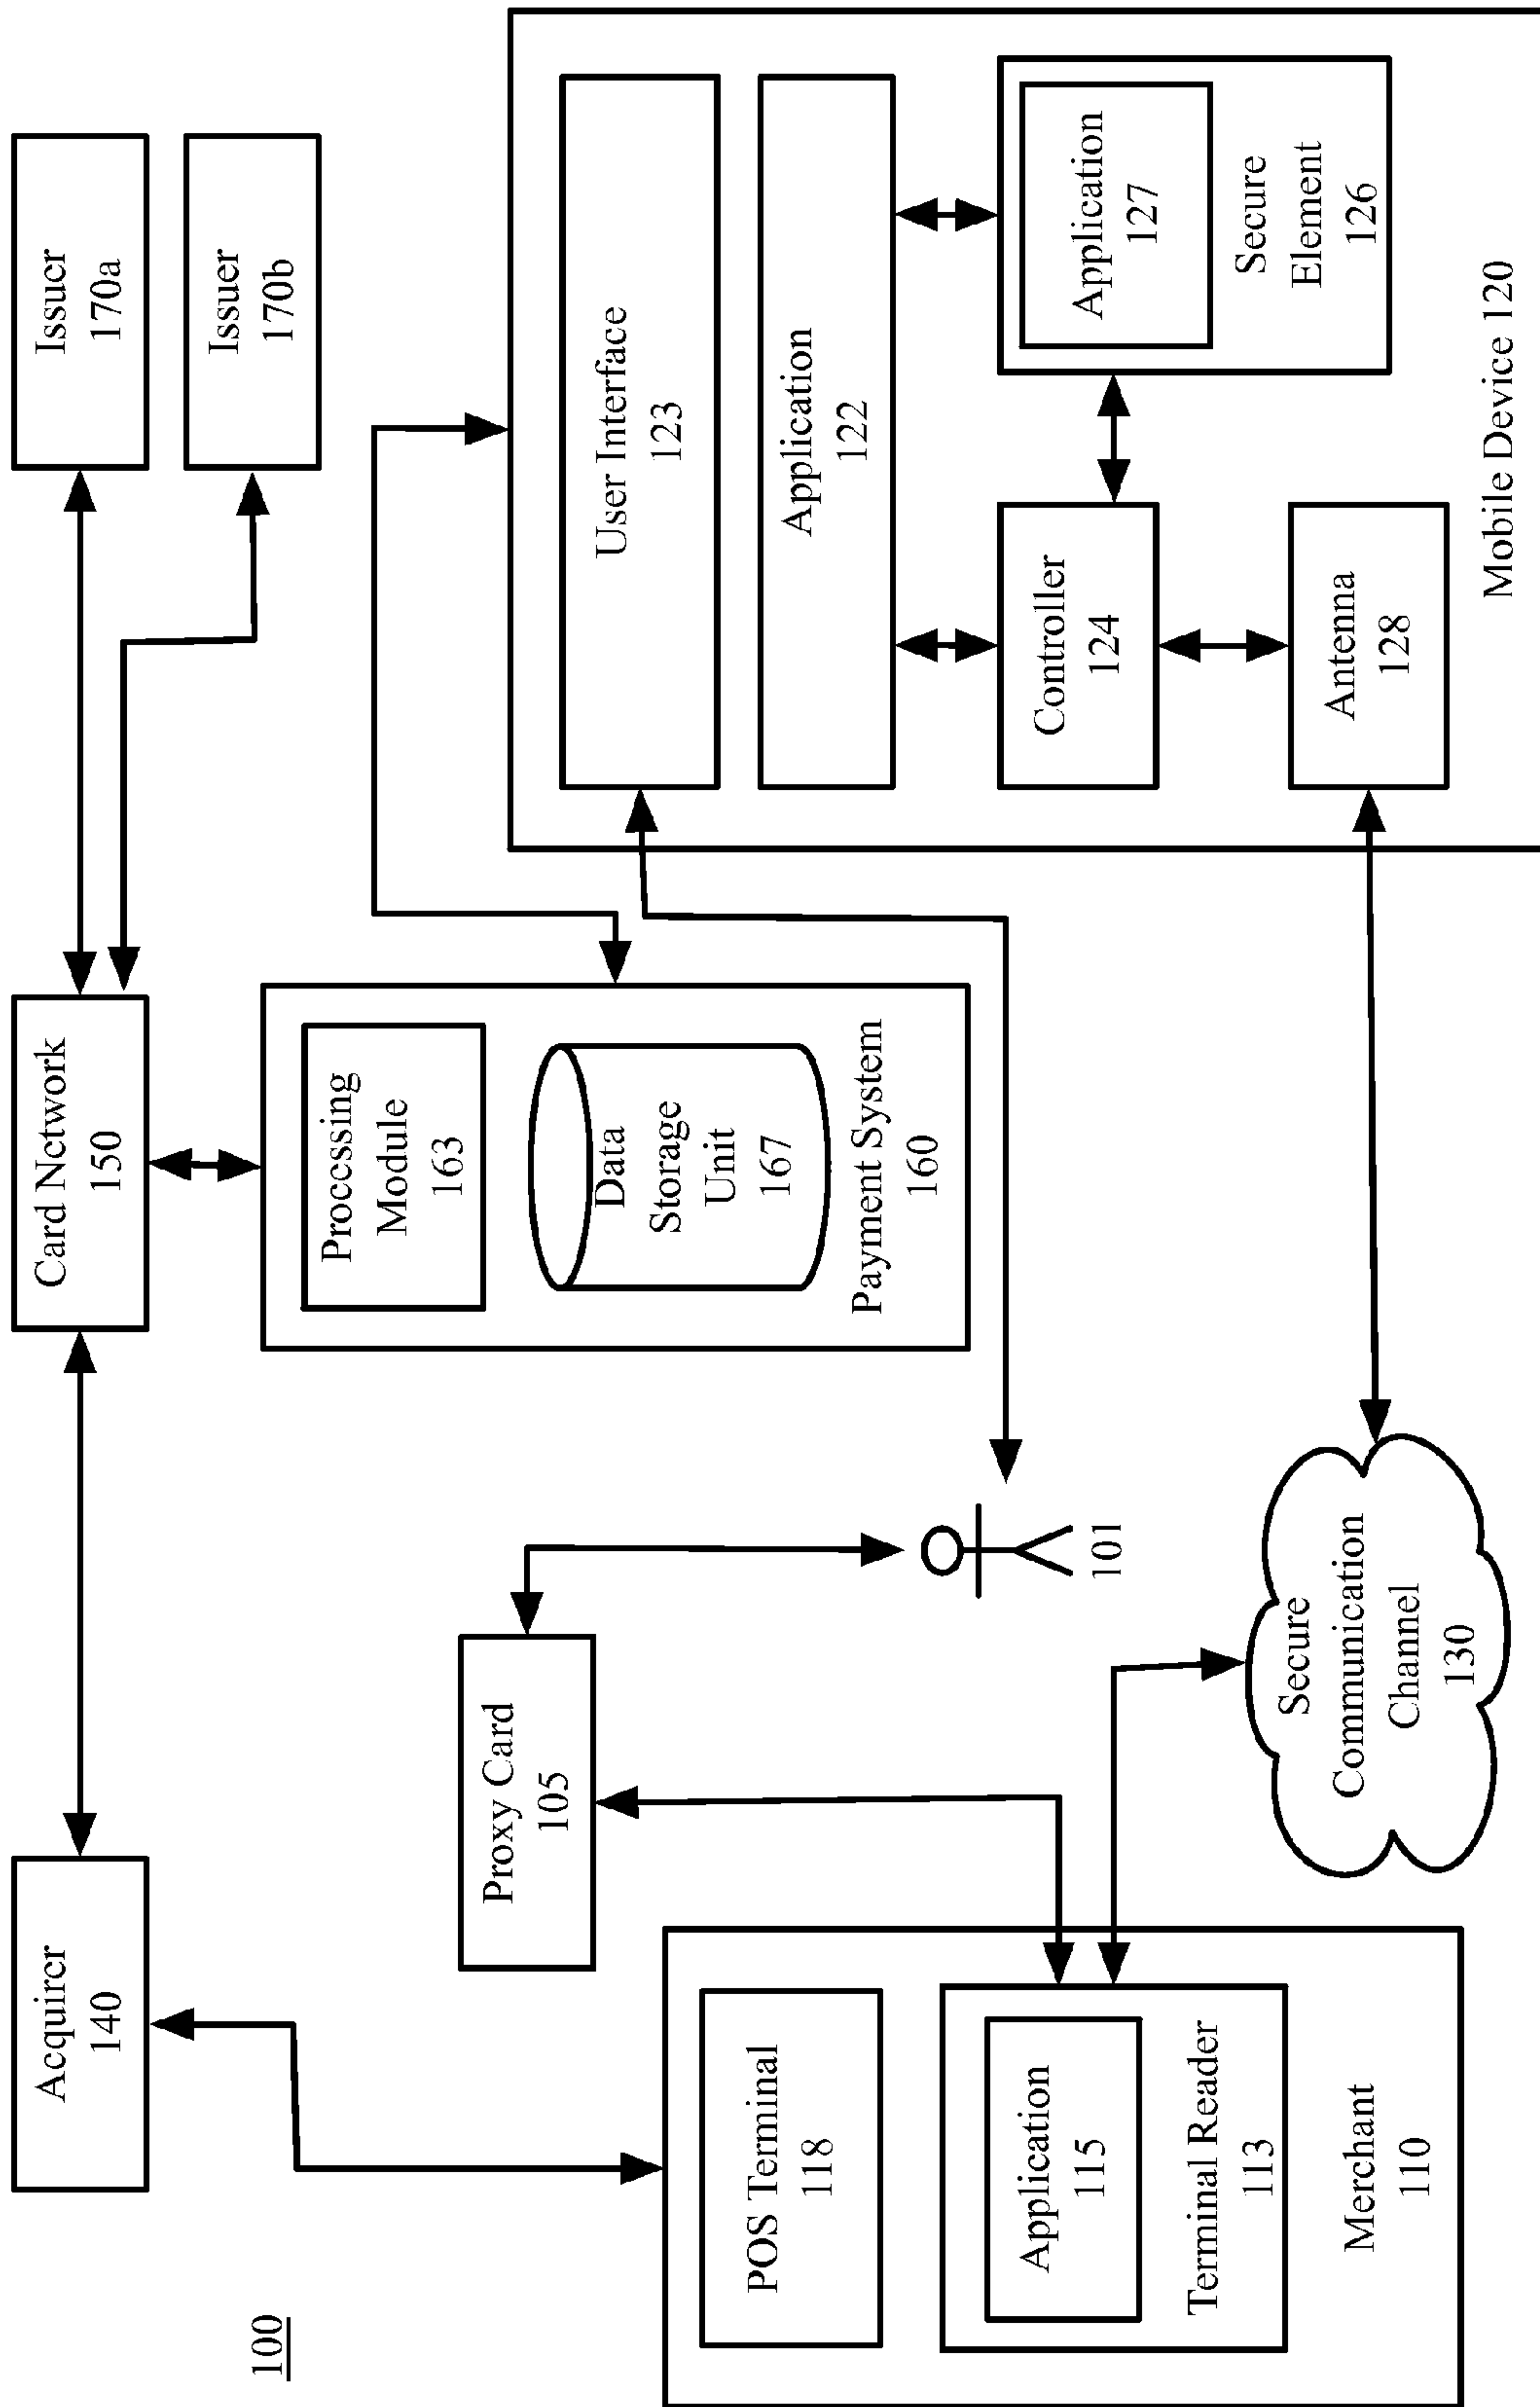 100
Acquirer
140
Card Network
150
Issuer
170a
Issuer
170b
Proxy Card
105
Processing
Module
163
Data
Storage
Unit
167
Payment System
160
101
POS Terminal
118
Application
115
Terminal Reader
113
Merchant
110
Secure
Communication
Channel
130
User Interface
123
Application
122
Controller
124
Antenna
128
Application
127
Secure
Element
126
Mobile Device 120